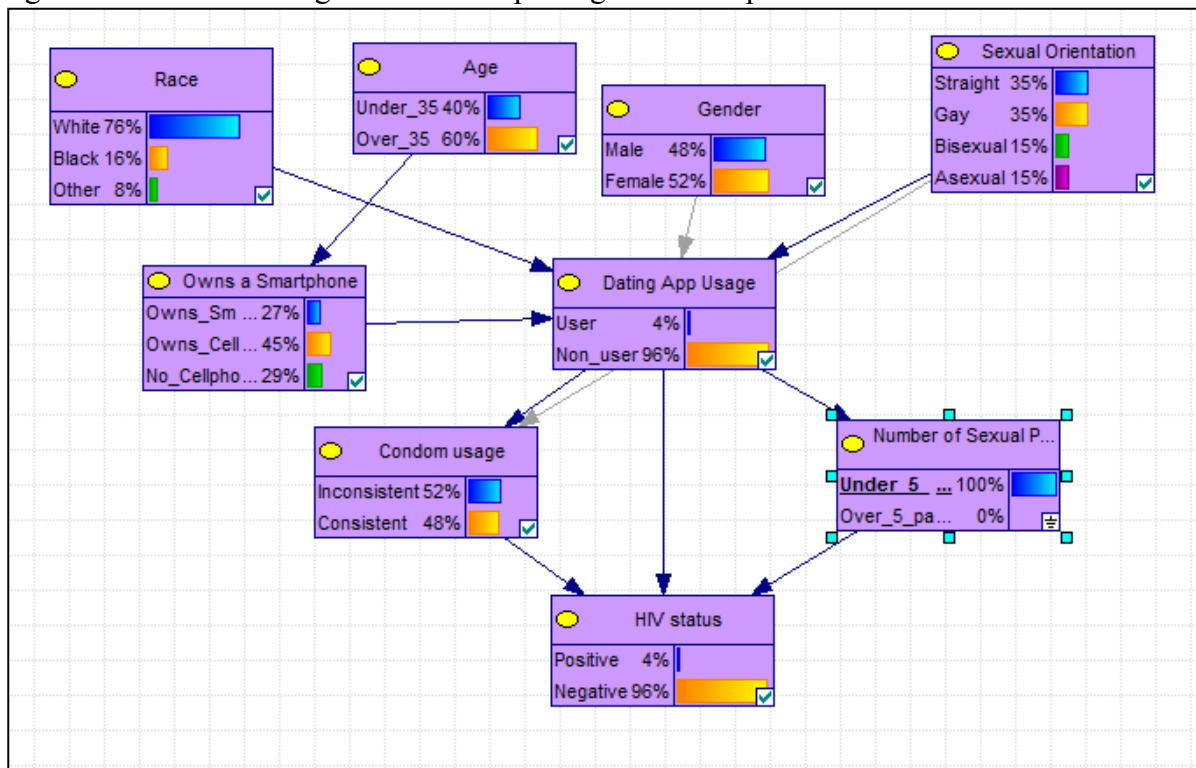 Race
White 76%
Black 16%
Other 8%
Age
Under_35 40%
Over_35 60%
Gender
Male 48%
Female 52%
Sexual Orientation
Straight 35%
Gay 35%
Bisexual 15%
Asexual 15%
Owns a Smartphone
Owns_Sm ... 27%
Owns_Cell ... 45%
No_Cellpho... 29%
Dating App Usage
User 4%
Non_user 96%
Condom usage
Inconsistent 52%
Consistent 48%
Number of Sexual P...
Under_5_ ... 100%
Over_5_pa... 0%
HIV status
Positive 4%
Negative 96%